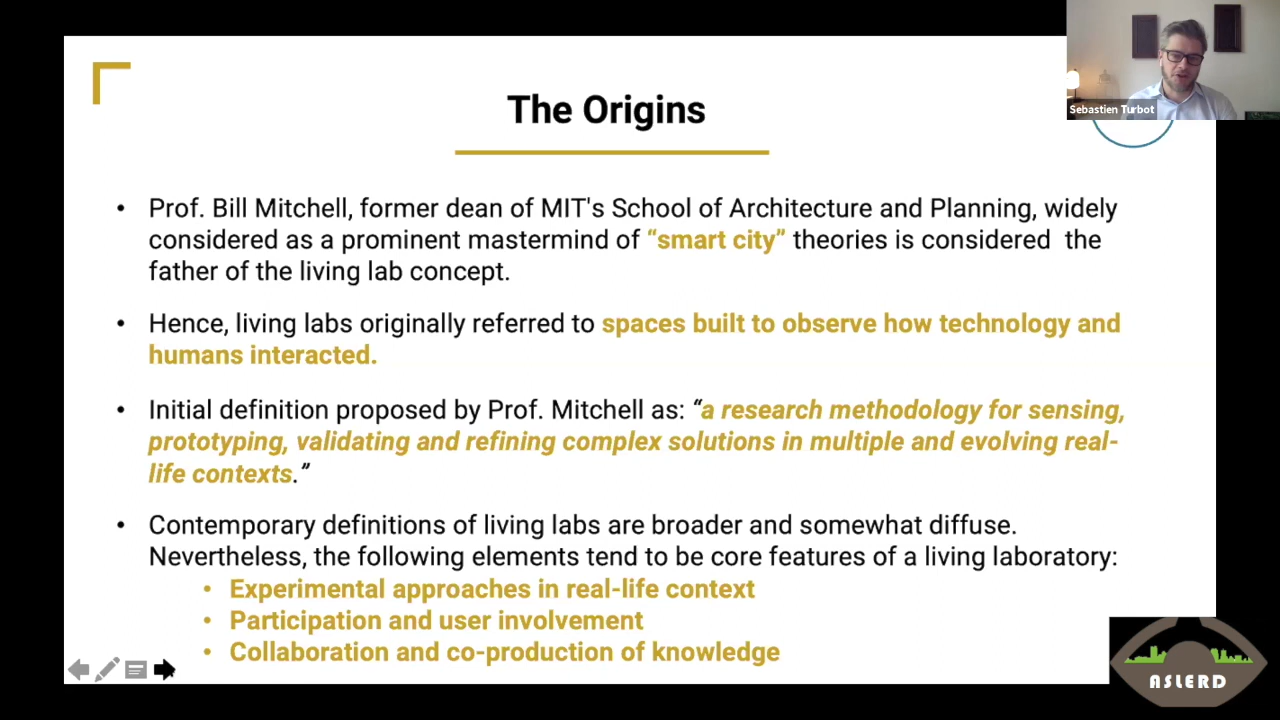 The Origins
Sebastien Turbot
• Prof. Bill Mitchell, former dean of MIT's School of Architecture and Planning, widely
considered as a prominent mastermind of “smart city” theories is considered  the
father of the living lab concept.
• Hence, living labs originally referred to spaces built to observe how technology and
humans interacted.
• Initial definition proposed by Prof. Mitchell as: “a research methodology for sensing,
prototyping, validating and refining complex solutions in multiple and evolving real-
life contexts.”
• Contemporary definitions of living labs are broader and somewhat diffuse.
Nevertheless, the following elements tend to be core features of a living laboratory:
• Experimental approaches in real-life context
• Participation and user involvement
• Collaboration and co-production of knowledge
ASLERD